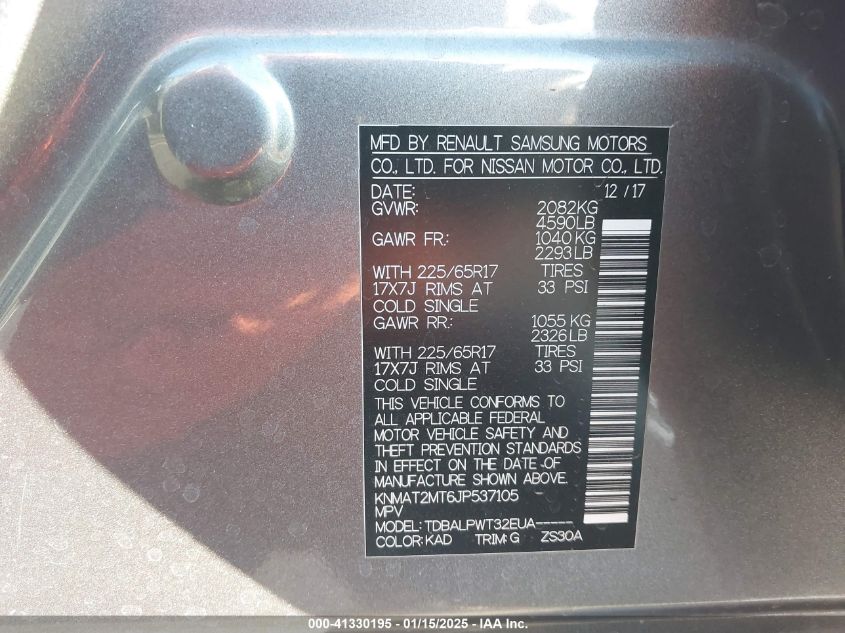 MFD BY RENAULT SAMSUNG MOTORS
CO., LTD. FOR NISSAN MOTOR CO., LTD.
DATE: 12 / 17
GVWR: 2082KG
4590LB
GAWR FR: 1040 KG
2293 LB
WITH 225/65R17 TIRES
17X7J RIMS AT 33 PSI
COLD SINGLE
GAWR RR: 1055 KG
2326 LB
WITH 225/65R17 TIRES
17X7J RIMS AT 33 PSI
COLD SINGLE
THIS VEHICLE CONFORMS TO
ALL APPLICABLE FEDERAL
MOTOR VEHICLE SAFETY AND
THEFT PREVENTION STANDARDS
IN EFFECT ON THE DATE OF
MANUFACTURE SHOWN ABOVE.
KNMAT2MT6JP537105
MPV
MODEL: TDBALPWT32EUA-----
COLOR: KAD TRIM: G ZS30A
000-41330195 - 01/15/2025 - IAA Inc.